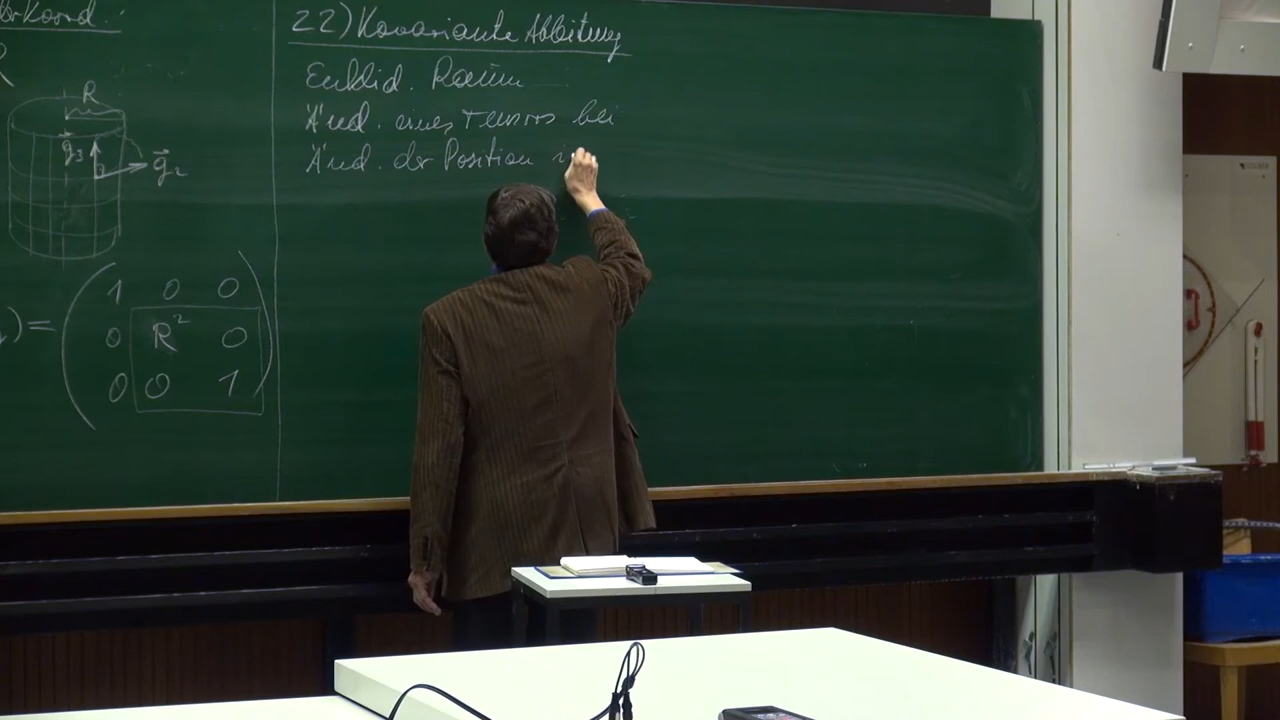 Koord.:
R
R
g₃
g₂
) = ( 1 0 0
0 R² 0
0 0 1 )
22) Kovariante Ableitung
Euklid. Raum
Änd. eines Tensors bei
Änd. der Position i